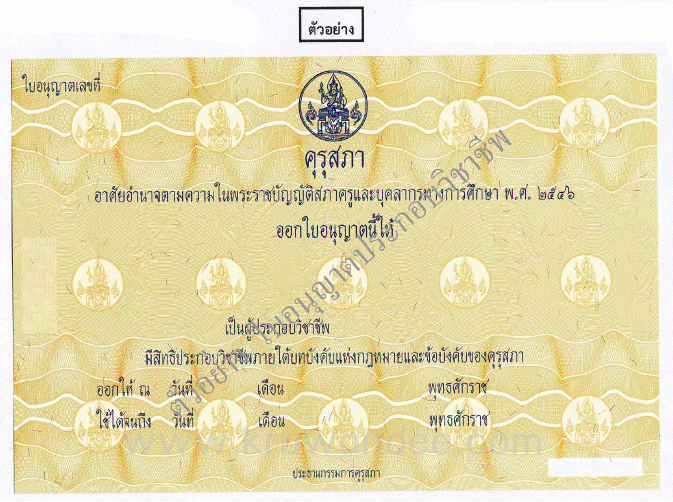 ตัวอย่าง
ใบอนุญาตเลขที่
คุรุสภา
อาศัยอำนาจตามความในพระราชบัญญัติสภาครูและบุคลากรทางการศึกษา พ.ศ. ๒๕๔๖
ออกใบอนุญาตนี้ให้
ตัวอย่าง ใบอนุญาตประกอบวิชาชีพ
เป็นผู้ประกอบวิชาชีพ
มีสิทธิประกอบวิชาชีพภายใต้บทบังคับแห่งกฎหมายและข้อบังคับของคุรุสภา
ออกให้ ณ วันที่ เดือน พุทธศักราช
ใช้ได้จนถึง วันที่ เดือน พุทธศักราช
www.kruwandee.com
ประธานกรรมการคุรุสภา